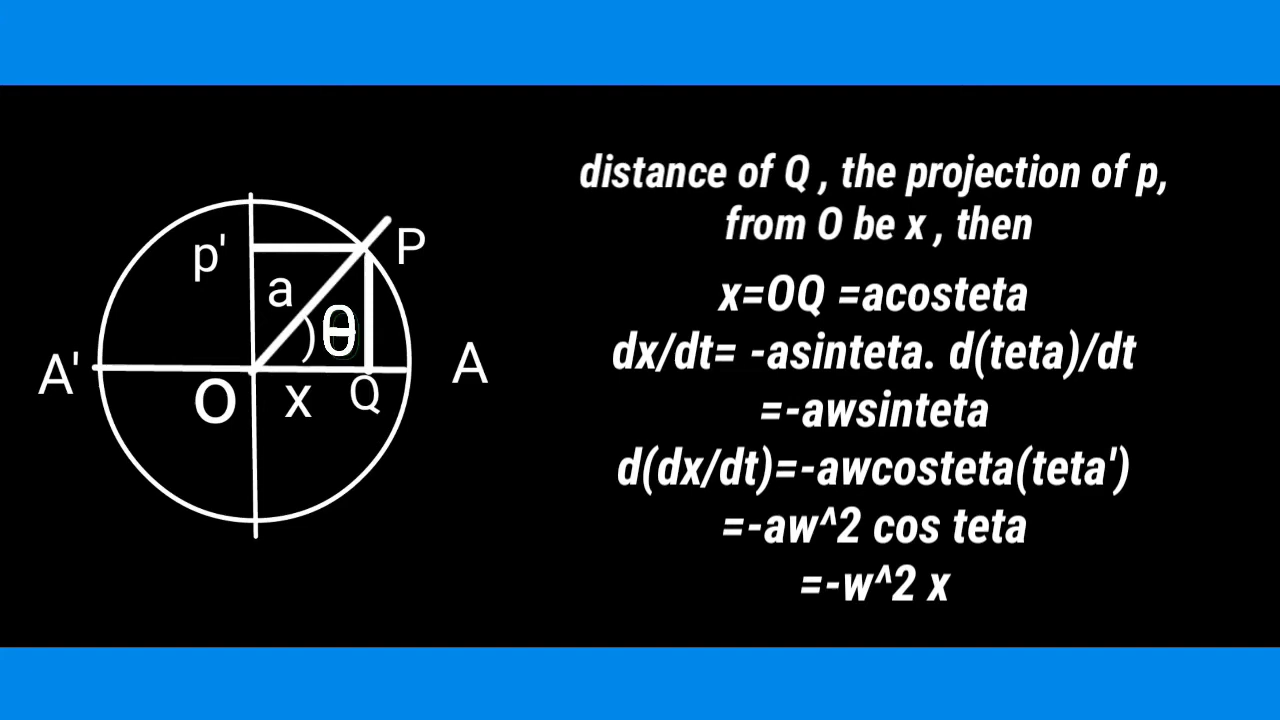 distance of Q , the projection of p,
from O be x , then
x=OQ =acosteta
dx/dt= -asinteta. d(teta)/dt
=-awsinteta
d(dx/dt)=-awcosteta(teta')
=-aw^2 cos teta
=-w^2 x
p'
P
a
θ
A'
A
O
x
Q